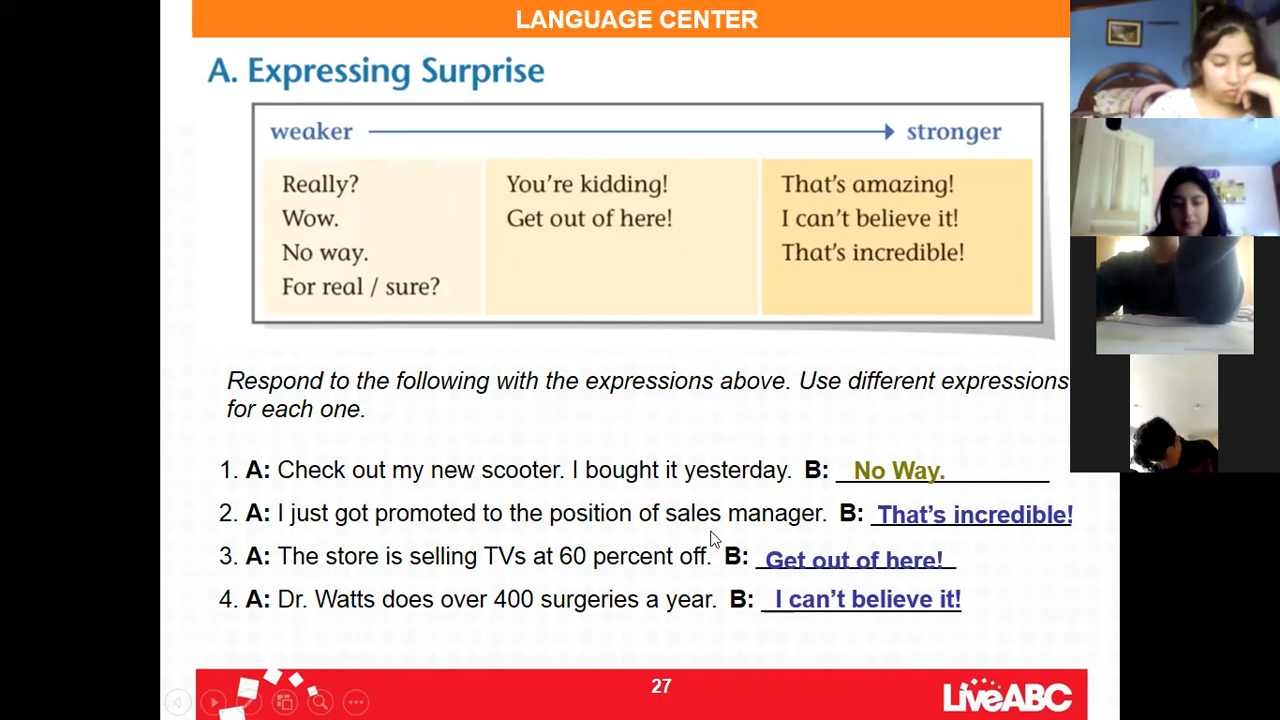 LANGUAGE CENTER
A. Expressing Surprise
weaker stronger
Really? You're kidding! That's amazing!
Wow. Get out of here! I can't believe it!
No way. That's incredible!
For real / sure?
Respond to the following with the expressions above. Use different expressions
for each one.
1. A: Check out my new scooter. I bought it yesterday. B: No Way.
2. A: I just got promoted to the position of sales manager. B: That's incredible!
3. A: The store is selling TVs at 60 percent off. B: Get out of here!
4. A: Dr. Watts does over 400 surgeries a year. B: I can't believe it!
27
LiveABC